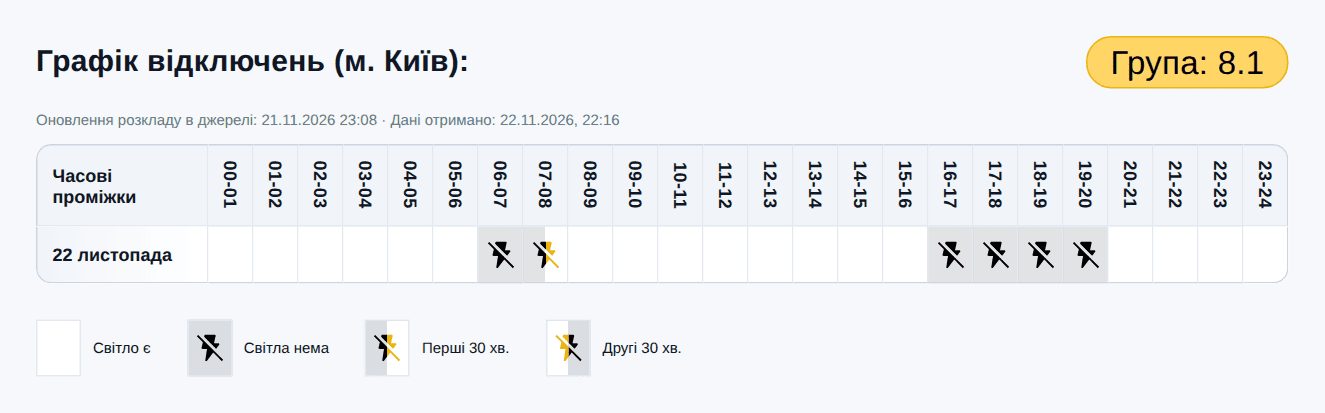 Графік відключень (м. Київ):
Група: 8.1
Оновлення розкладу в джерелі: 21.11.2026 23:08 · Дані отримано: 22.11.2026, 22:16
Часові
проміжки
00-01
01-02
02-03
03-04
04-05
05-06
06-07
07-08
08-09
09-10
10-11
11-12
12-13
13-14
14-15
15-16
16-17
17-18
18-19
19-20
20-21
21-22
22-23
23-24
22 листопада
Світло є
Світла нема
Перші 30 хв.
Другі 30 хв.